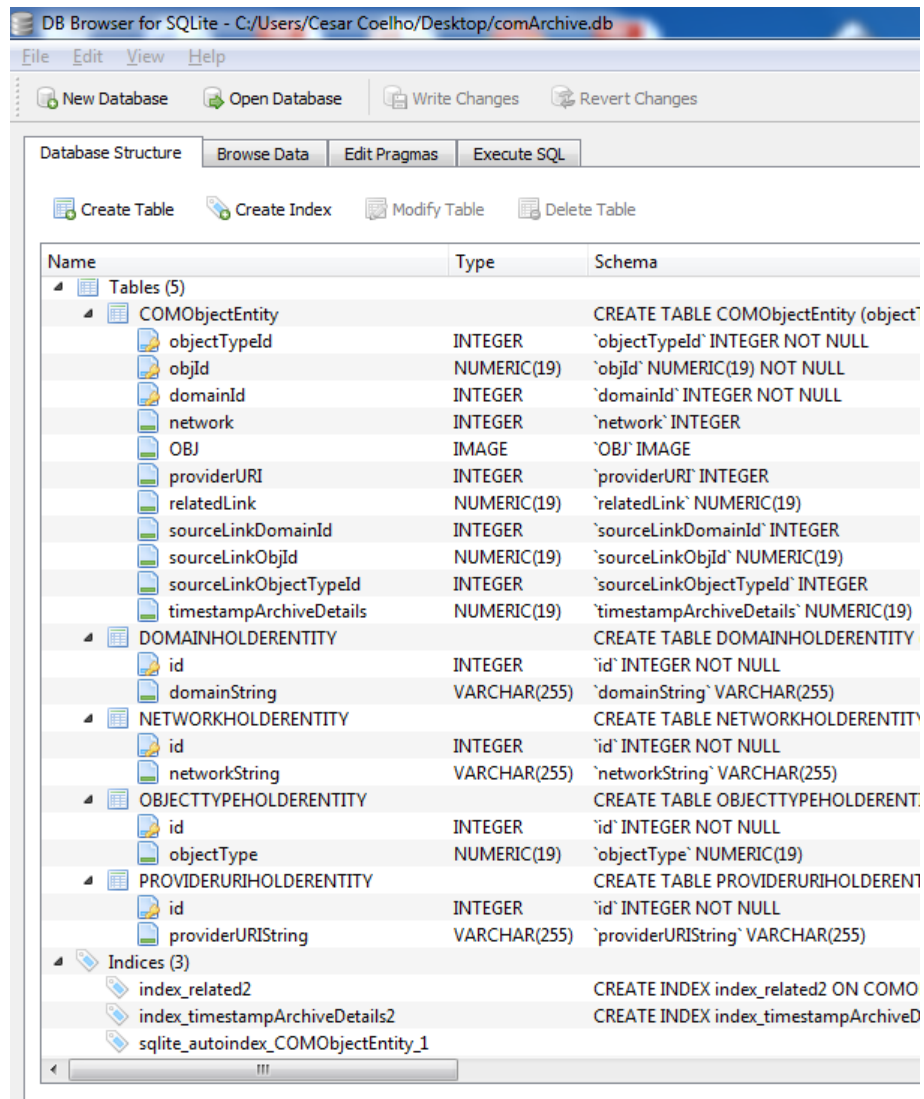 DB Browser for SQLite - C:/Users/Cesar Coelho/Desktop/comArchive.db
File Edit View Help
New Database Open Database Write Changes Revert Changes
Database Structure Browse Data Edit Pragmas Execute SQL
Create Table Create Index Modify Table Delete Table
Name Type Schema
Tables (5)
COMObjectEntity CREATE TABLE COMObjectEntity (objectT
objectTypeId INTEGER `objectTypeId` INTEGER NOT NULL
objId NUMERIC(19) `objId` NUMERIC(19) NOT NULL
domainId INTEGER `domainId` INTEGER NOT NULL
network INTEGER `network` INTEGER
OBJ IMAGE `OBJ` IMAGE
providerURI INTEGER `providerURI` INTEGER
relatedLink NUMERIC(19) `relatedLink` NUMERIC(19)
sourceLinkDomainId INTEGER `sourceLinkDomainId` INTEGER
sourceLinkObjId NUMERIC(19) `sourceLinkObjId` NUMERIC(19)
sourceLinkObjectTypeId INTEGER `sourceLinkObjectTypeId` INTEGER
timestampArchiveDetails NUMERIC(19) `timestampArchiveDetails` NUMERIC(19)
DOMAINHOLDERENTITY CREATE TABLE DOMAINHOLDERENTITY
id INTEGER `id` INTEGER NOT NULL
domainString VARCHAR(255) `domainString` VARCHAR(255)
NETWORKHOLDERENTITY CREATE TABLE NETWORKHOLDERENTITY
id INTEGER `id` INTEGER NOT NULL
networkString VARCHAR(255) `networkString` VARCHAR(255)
OBJECTTYPEHOLDERENTITY CREATE TABLE OBJECTTYPEHOLDERENT
id INTEGER `id` INTEGER NOT NULL
objectType NUMERIC(19) `objectType` NUMERIC(19)
PROVIDERURIHOLDERENTITY CREATE TABLE PROVIDERURIHOLDERENT
id INTEGER `id` INTEGER NOT NULL
providerURIString VARCHAR(255) `providerURIString` VARCHAR(255)
Indices (3)
index_related2 CREATE INDEX index_related2 ON COMO
index_timestampArchiveDetails2 CREATE INDEX index_timestampArchiveD
sqlite_autoindex_COMObjectEntity_1